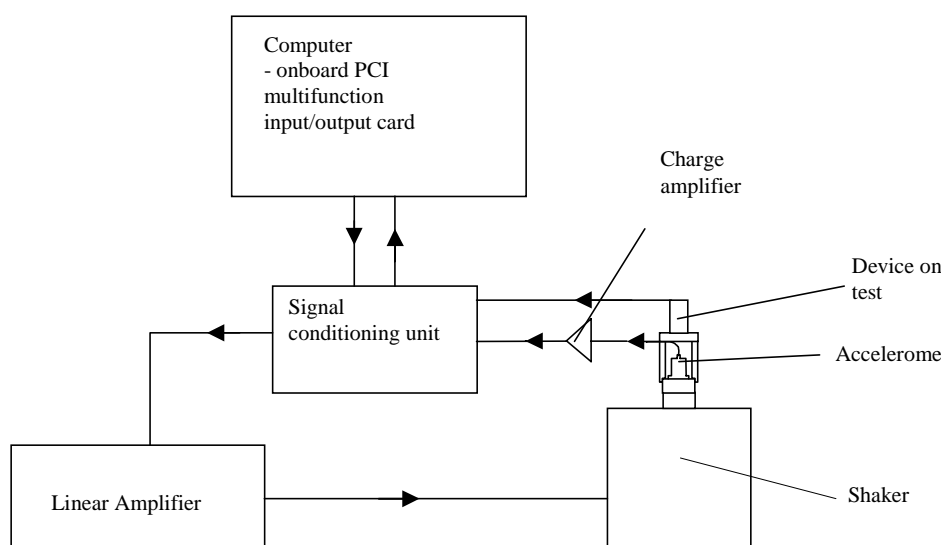 Computer
- onboard PCI
multifunction
input/output card
Charge
amplifier
Device on
test
Signal
conditioning unit
Accelerome
Linear Amplifier
Shaker